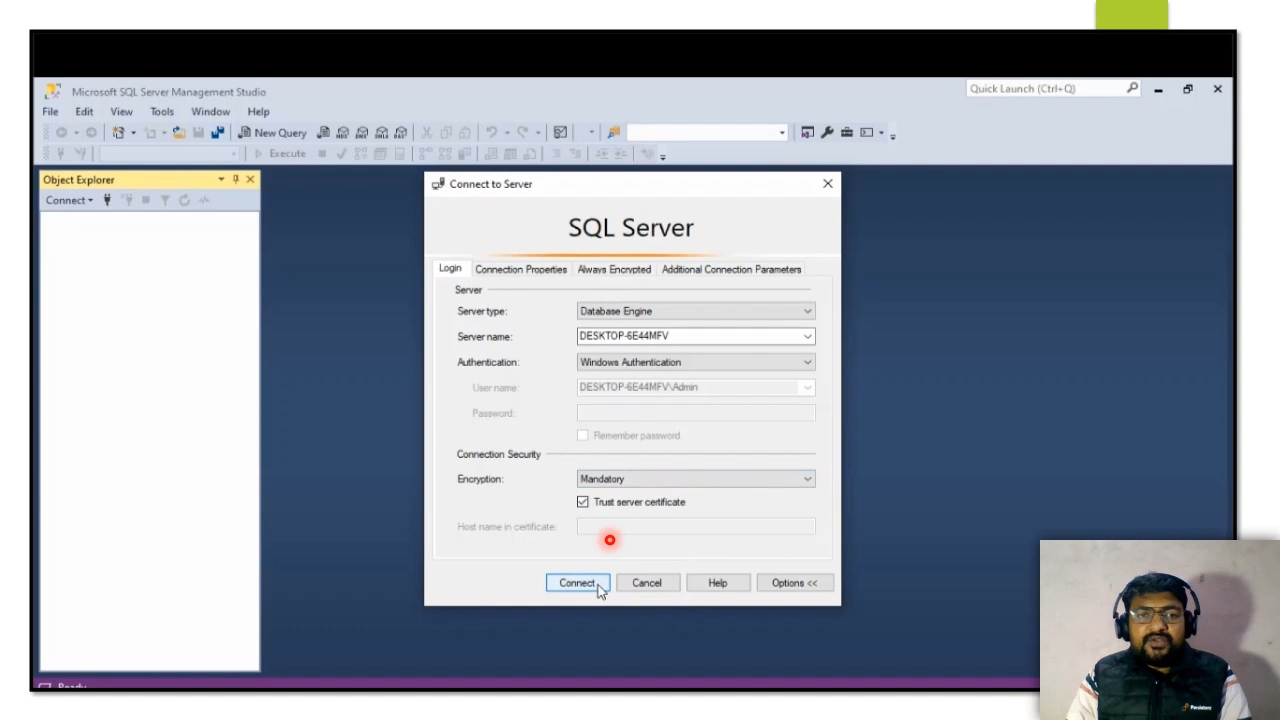 Microsoft SQL Server Management Studio
Quick Launch (Ctrl+Q)
File Edit View Tools Window Help
New Query
Execute
Object Explorer
Connect
Connect to Server
SQL Server
Login Connection Properties Always Encrypted Additional Connection Parameters
Server
Server type: Database Engine
Server name: DESKTOP-6E44MFV
Authentication: Windows Authentication
User name: DESKTOP-6E44MFV\Admin
Password:
Remember password
Connection Security
Encryption: Mandatory
Trust server certificate
Host name in certificate:
Connect Cancel Help Options <<
Ready
Persistent